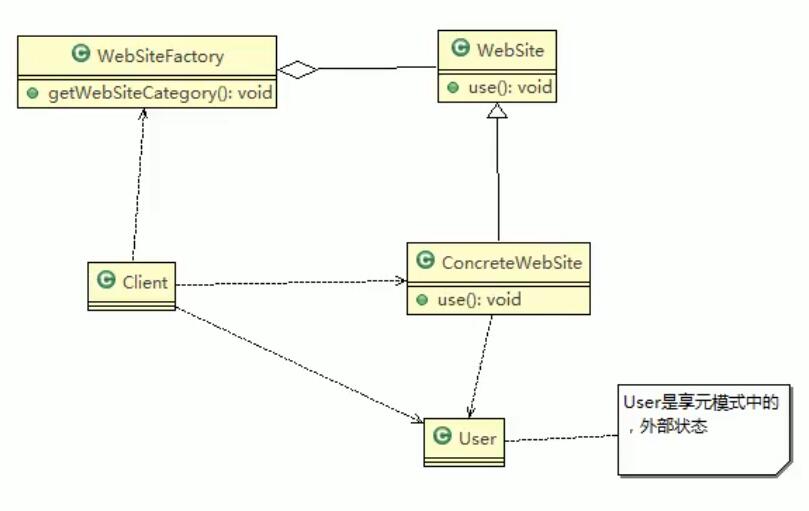 WebSiteFactory
getWebSiteCategory(): void
WebSite
use(): void
Client
ConcreteWebSite
use(): void
User
User是享元模式中的
，外部状态